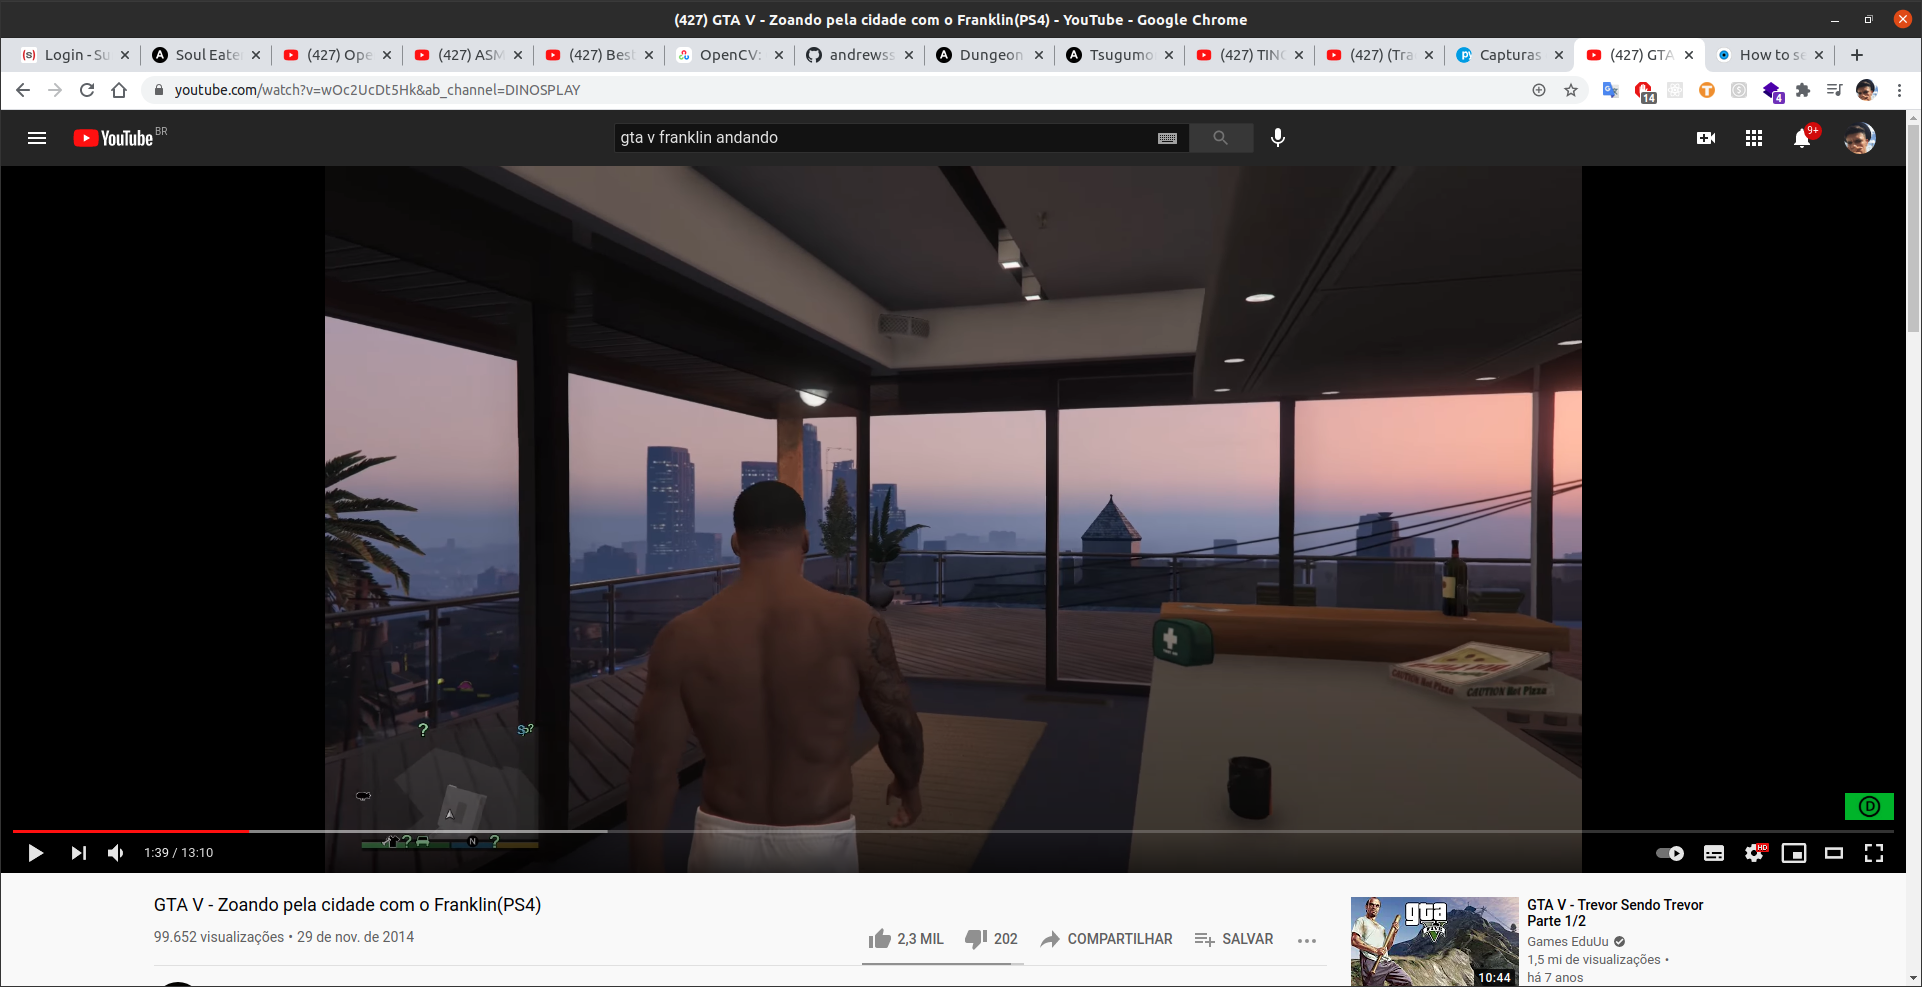 (427) GTA V - Zoando pela cidade com o Franklin(PS4) - YouTube - Google Chrome
Login - Su
Soul Eater
(427) Ope
(427) ASM
(427) Best
OpenCV:
andrewss
Dungeon
Tsugumo
(427) TINC
(427) (Tra
Capturas
(427) GTA
How to se
youtube.com/watch?v=wOc2UcDt5Hk&ab_channel=DINOSPLAY
14
4
YouTube BR
gta v franklin andando
9+
CAUTION Hot Pizza
CAUTION Hot Pizza
N
D
1:39 / 13:10
HD
GTA V - Zoando pela cidade com o Franklin(PS4)
99.652 visualizações • 29 de nov. de 2014
2,3 MIL
202
COMPARTILHAR
SALVAR
gta
V
10:44
GTA V - Trevor Sendo Trevor
Parte 1/2
Games EduUu
1,5 mi de visualizações •
há 7 anos